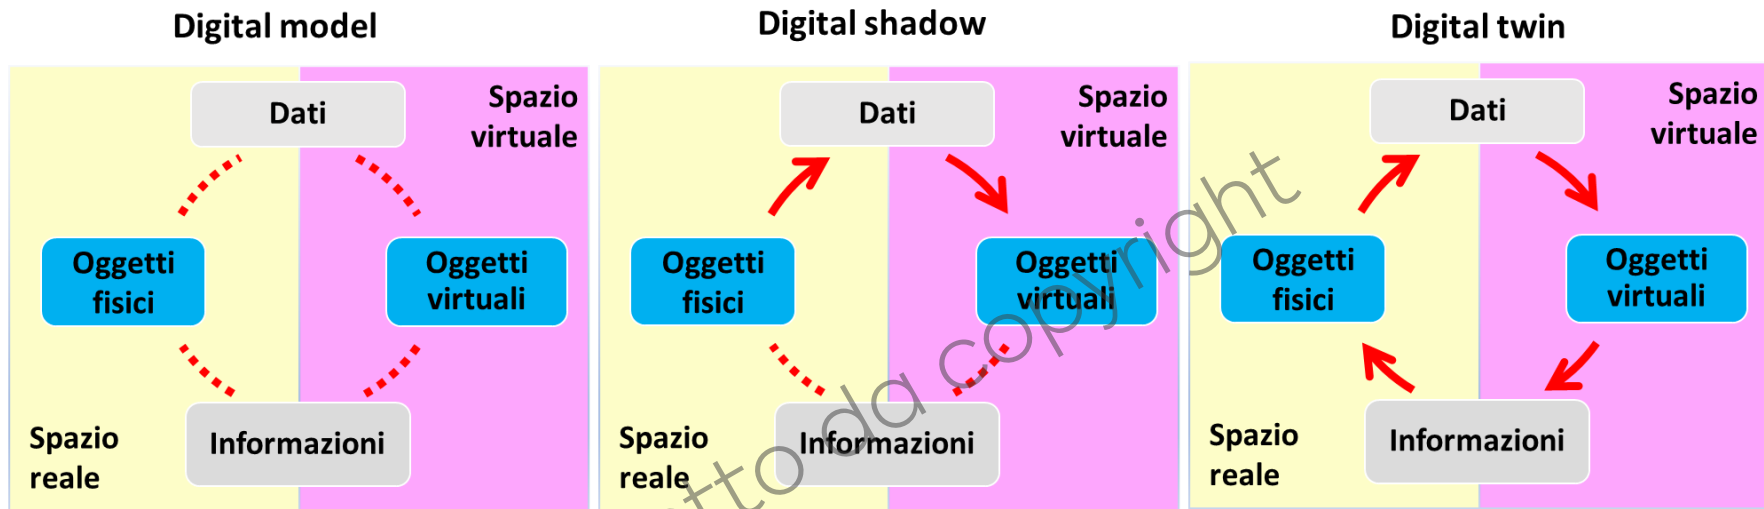 Digital model
Dati
Spazio
virtuale
Oggetti
fisici
Oggetti
virtuali
Spazio
reale
Informazioni
Digital shadow
Dati
Spazio
virtuale
Oggetti
fisici
Oggetti
virtuali
Spazio
reale
Informazioni
Digital twin
Dati
Spazio
virtuale
Oggetti
fisici
Oggetti
virtuali
Spazio
reale
Informazioni
da copyright